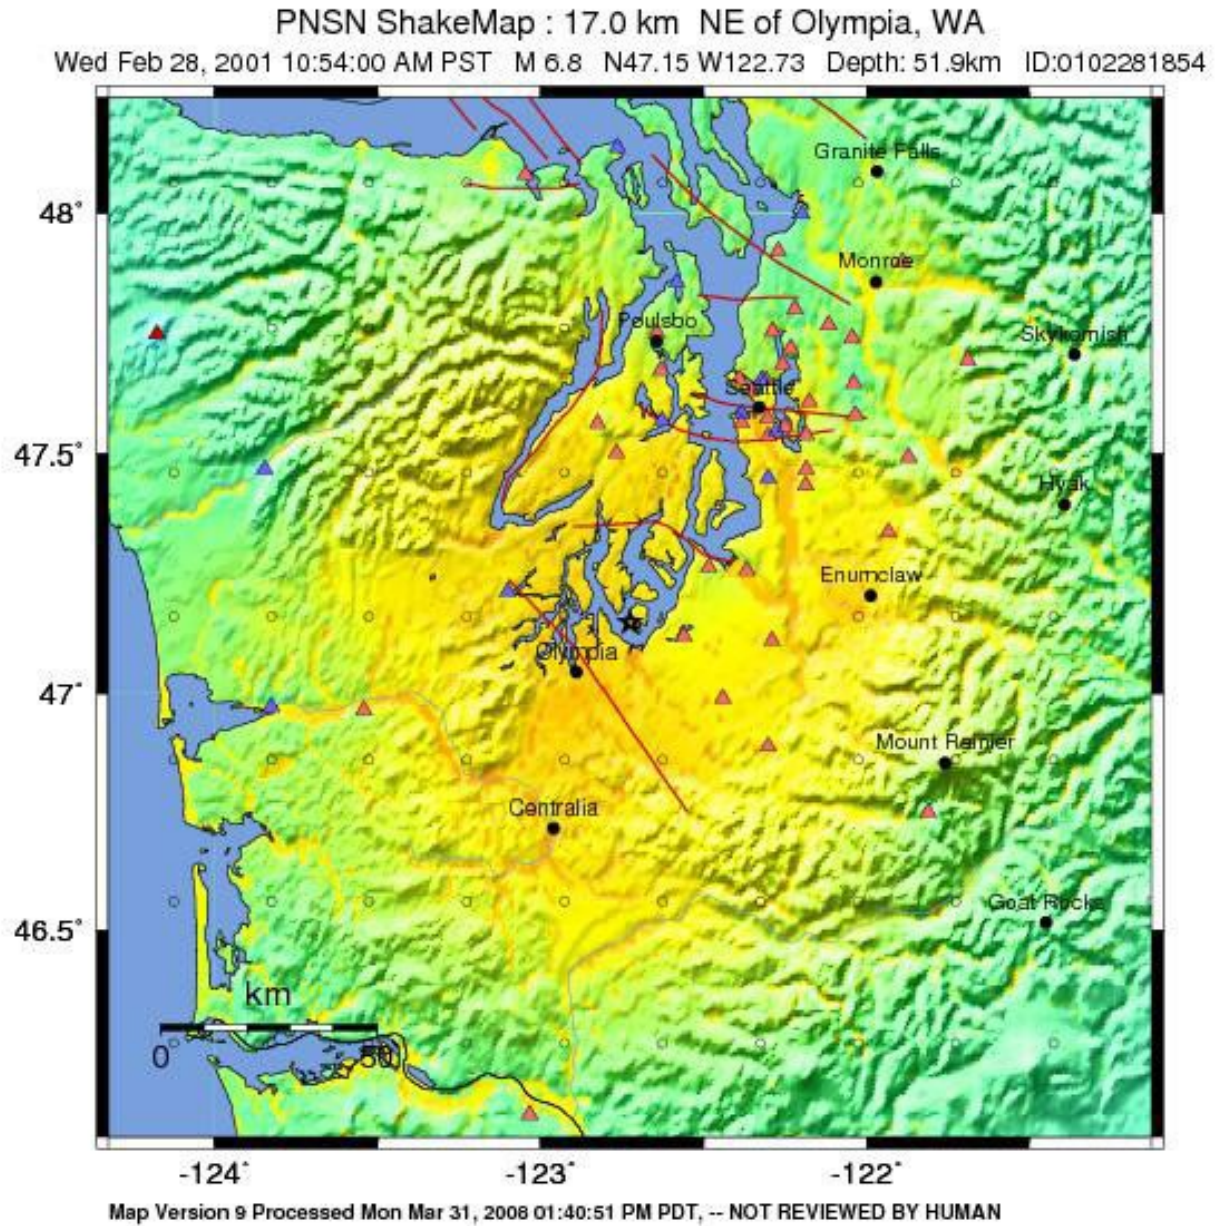 PNSN ShakeMap : 17.0 km NE of Olympia, WA
Wed Feb 28, 2001 10:54:00 AM PST M 6.8 N47.15 W122.73 Depth: 51.9km ID:0102281854
Granite Falls
48°
Monroe
Poulsbo
Skykomish
Seattle
47.5°
Hyak
Enumclaw
Olympia
47°
Mount Rainier
Centralia
Goat Rocks
46.5°
km
0 50
-124° -123° -122°
Map Version 9 Processed Mon Mar 31, 2008 01:40:51 PM PDT, -- NOT REVIEWED BY HUMAN